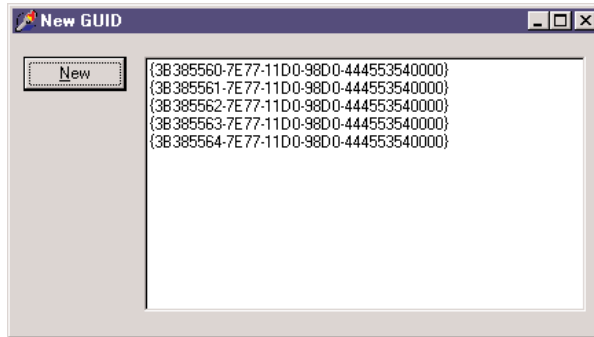 New GUID
New
{3B385560-7E77-11D0-98D0-444553540000}
{3B385561-7E77-11D0-98D0-444553540000}
{3B385562-7E77-11D0-98D0-444553540000}
{3B385563-7E77-11D0-98D0-444553540000}
{3B385564-7E77-11D0-98D0-444553540000}